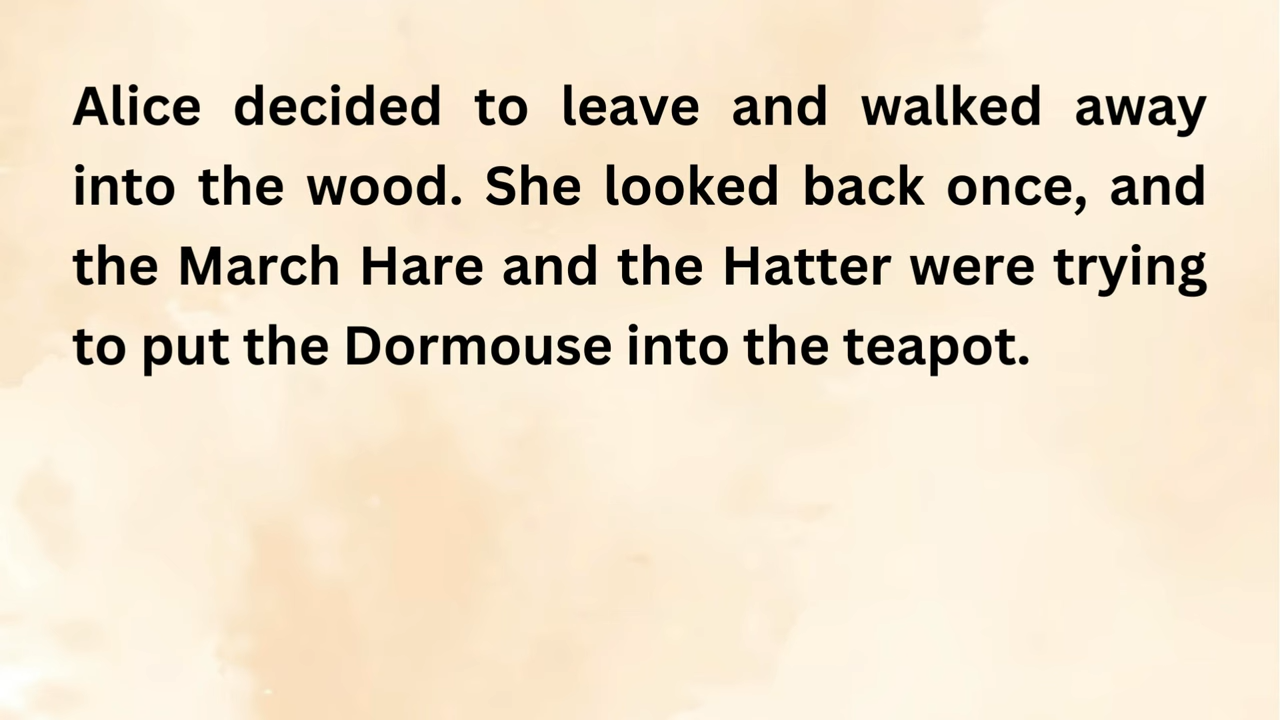 Alice decided to leave and walked away
into the wood. She looked back once, and
the March Hare and the Hatter were trying
to put the Dormouse into the teapot.